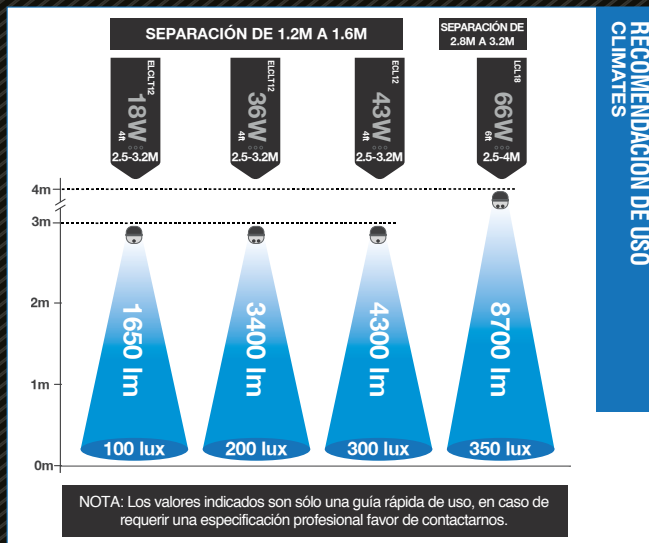 SEPARACIÓN DE 1.2M A 1.6M
SEPARACIÓN DE
2.8M A 3.2M
ELCLT12
18W
4ft
2.5-3.2M
ELCLT12
36W
4ft
2.5-3.2M
ECL12
43W
4ft
2.5-3.2M
LCL18
66W
6ft
2.5-4M
RECOMENDACIÓN DE USO
CLIMATES
4m
3m
2m
1m
0m
1650 lm
3400 lm
4300 lm
8700 lm
100 lux
200 lux
300 lux
350 lux
NOTA: Los valores indicados son sólo una guía rápida de uso, en caso de
requerir una especificación profesional favor de contactarnos.